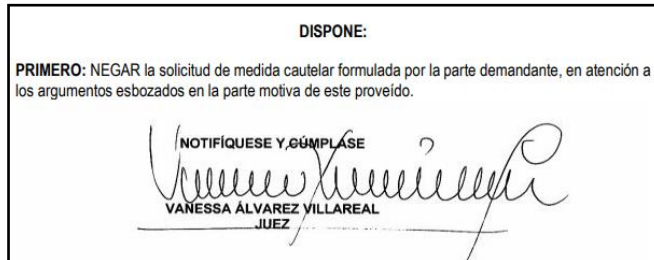 DISPONE:
PRIMERO: NEGAR la solicitud de medida cautelar formulada por la parte demandante, en atención a
los argumentos esbozados en la parte motiva de este proveído.
NOTIFÍQUESE Y CÚMPLASE
VANESSA ÁLVAREZ VILLAREAL
JUEZ